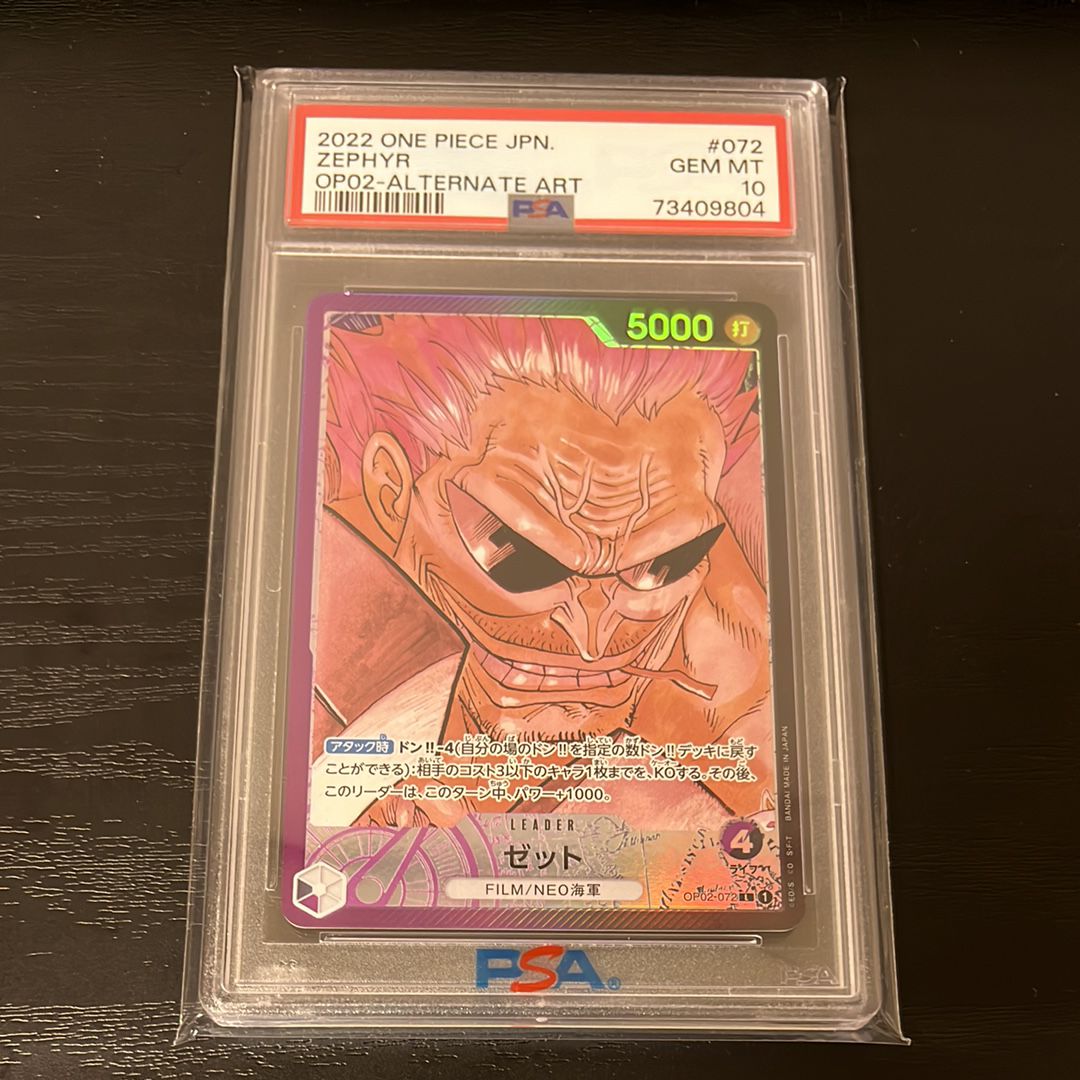 2022 ONE PIECE JPN.
#072
ZEPHYR
GEM MT
OP02-ALTERNATE ART
10
PSA
73409804
5000 打
アタック時 ドン!!-4(自分の場のドン!!を指定の数ドン!!デッキに戻す
ことができる):相手のコスト3以下のキャラ1枚までを、KOする。その後、
このリーダーは、このターン中、パワー+1000。
LEADER
ゼット
4
ライフ
FILM/NEO海軍
OP02-072 L 1
BANDAI MADE IN JAPAN
PSA®